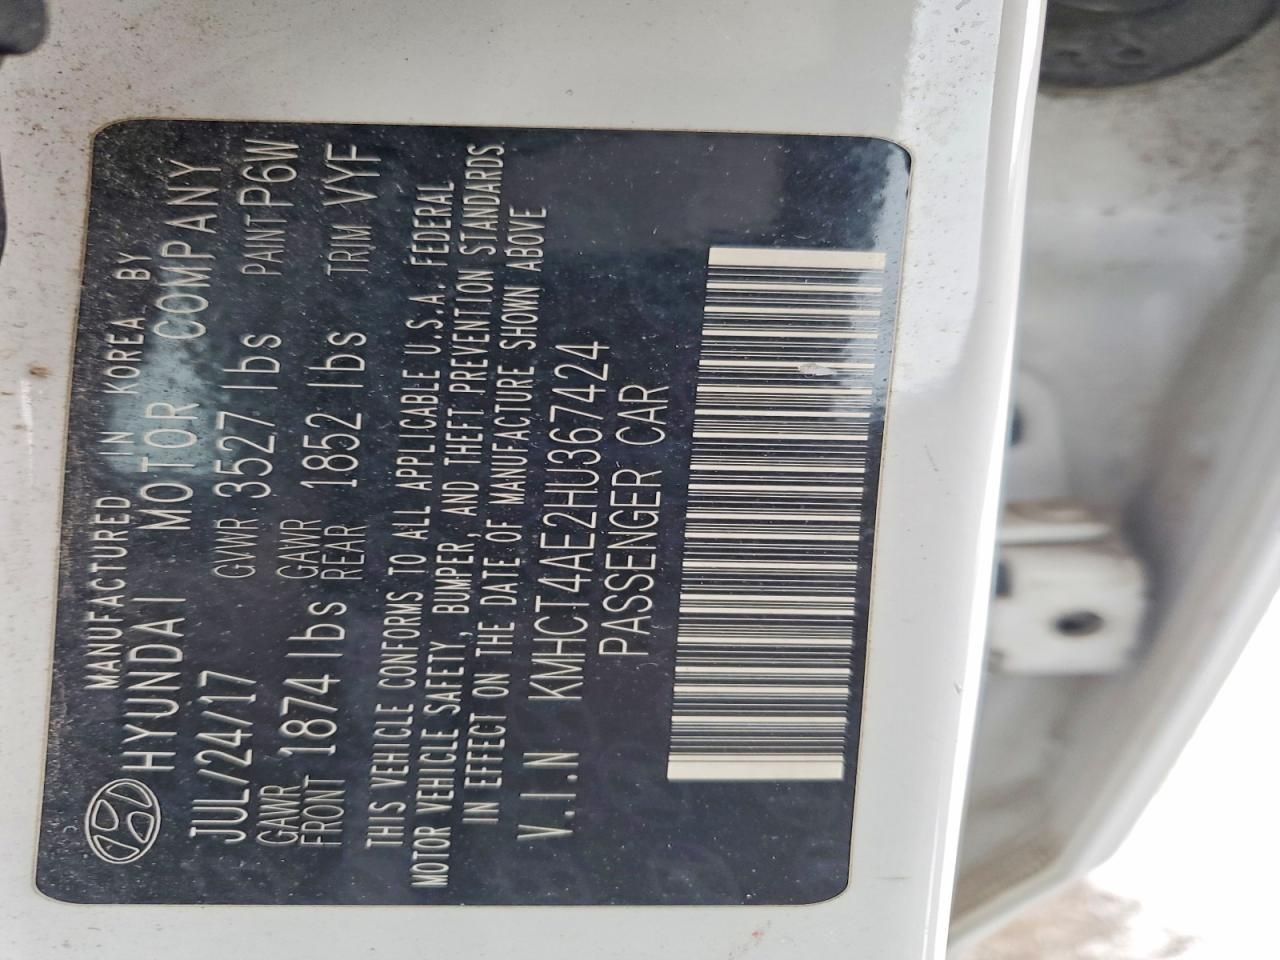 MANUFACTURED IN KOREA BY
HYUNDAI MOTOR COMPANY
JUL/24/17 GVWR 3527 lbs PAINT P6W
GAWR FRONT 1874 lbs GAWR REAR 1852 lbs TRIM VYF
THIS VEHICLE CONFORMS TO ALL APPLICABLE U.S.A. FEDERAL
MOTOR VEHICLE SAFETY, BUMPER, AND THEFT PREVENTION STANDARDS
IN EFFECT ON THE DATE OF MANUFACTURE SHOWN ABOVE
V.I.N KMHCT4AE2HU367424
PASSENGER CAR